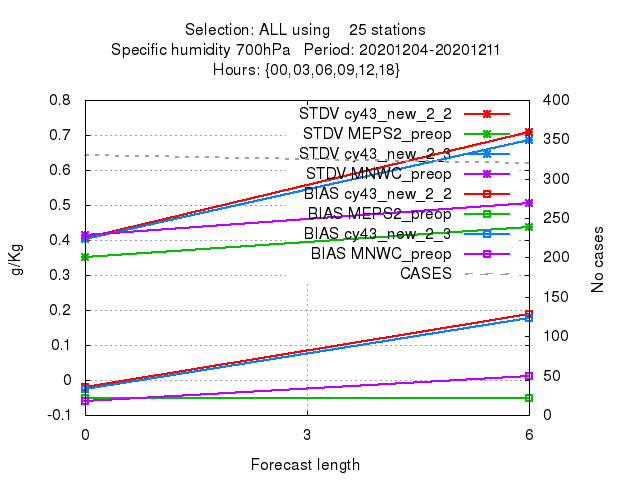 Selection: ALL using 25 stations
Specific humidity 700hPa Period: 20201204-20201211
Hours: {00,03,06,09,12,18}
0.8
0.7
0.6
0.5
0.4
0.3
0.2
0.1
0
-0.1
g/Kg
STDV cy43_new_2_2
STDV MEPS2_preop
STDV cy43_new_2_3
STDV MNWC_preop
BIAS cy43_new_2_2
BIAS MEPS2_preop
BIAS cy43_new_2_3
BIAS MNWC_preop
CASES
400
350
300
250
200
150
100
50
0
No cases
0 3 6
Forecast length